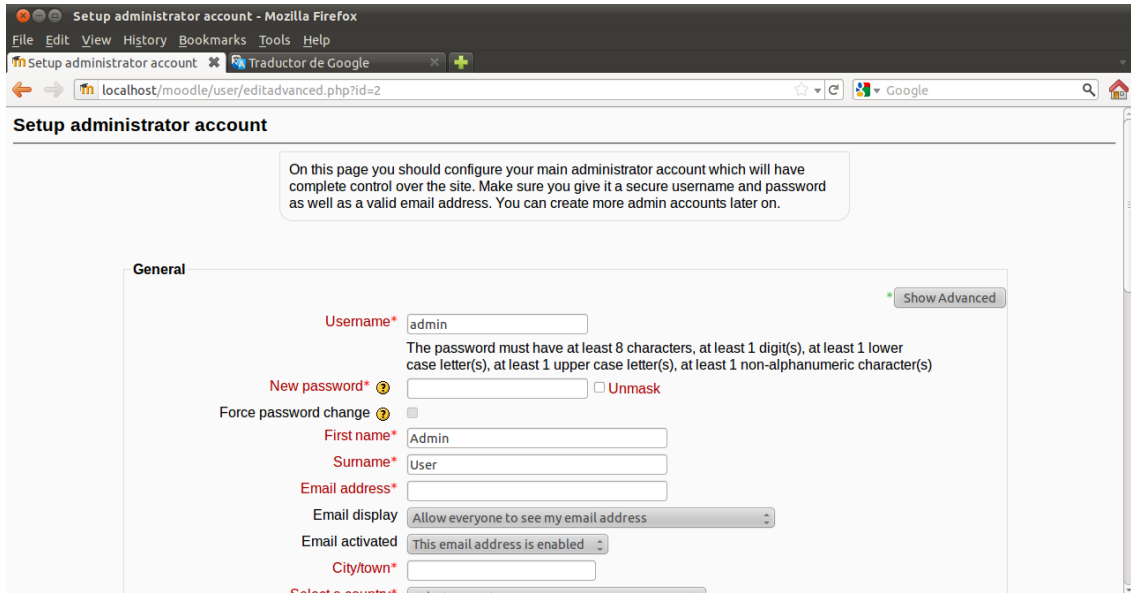 Setup administrator account - Mozilla Firefox
File Edit View History Bookmarks Tools Help
Setup administrator account Traductor de Google
localhost/moodle/user/editadvanced.php?id=2 Google
Setup administrator account
On this page you should configure your main administrator account which will have
complete control over the site. Make sure you give it a secure username and password
as well as a valid email address. You can create more admin accounts later on.
General
* Show Advanced
Username* admin
The password must have at least 8 characters, at least 1 digit(s), at least 1 lower
case letter(s), at least 1 upper case letter(s), at least 1 non-alphanumeric character(s)
New password* Unmask
Force password change
First name* Admin
Surname* User
Email address*
Email display Allow everyone to see my email address
Email activated This email address is enabled
City/town*
Select a country*